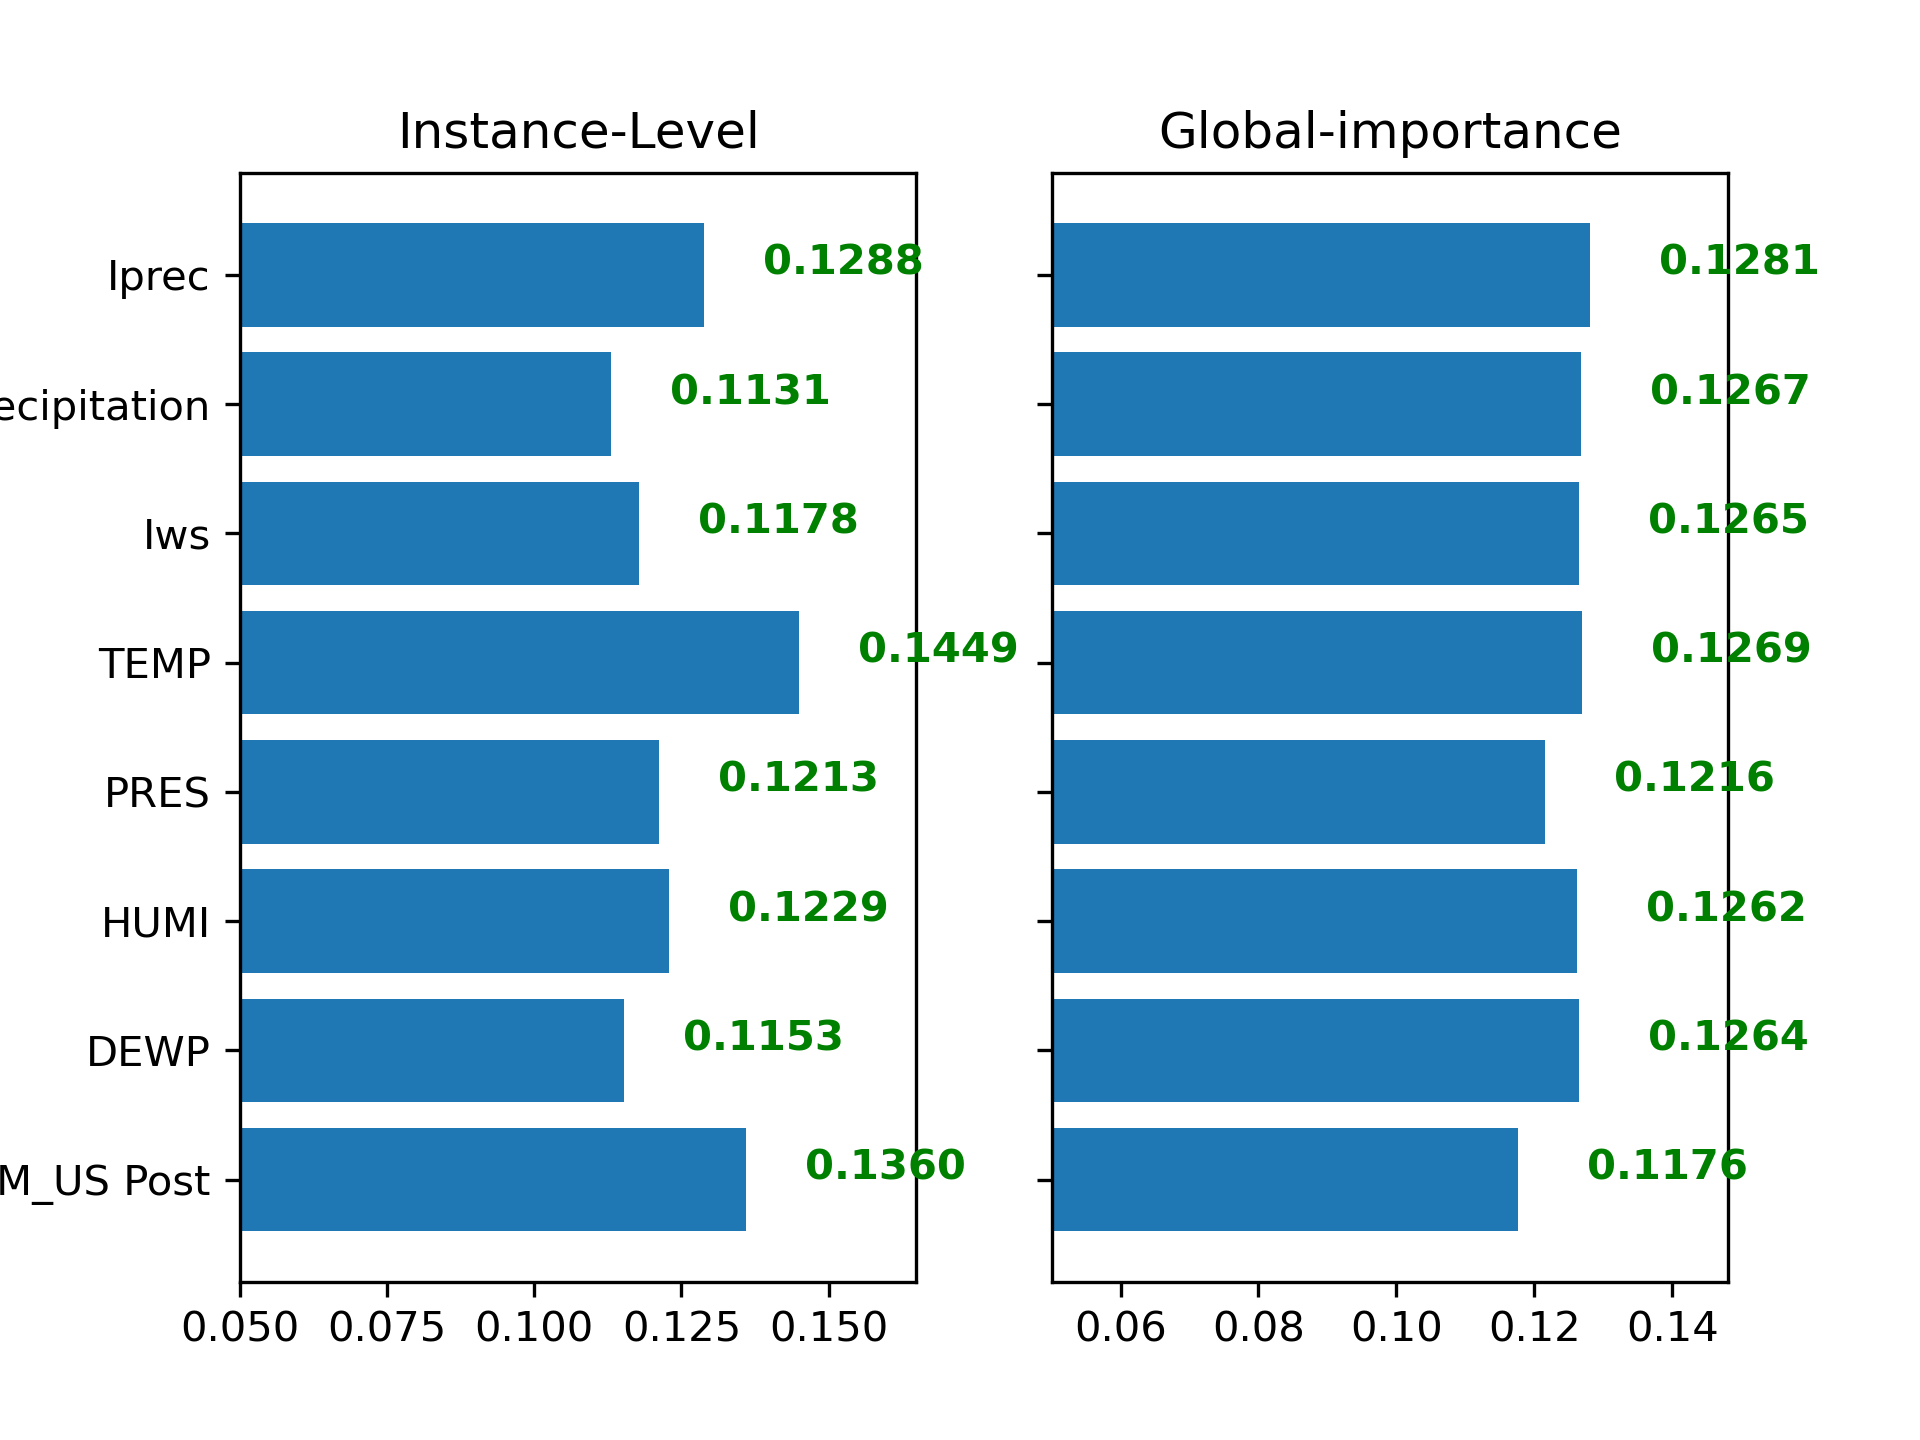 Instance-Level
Global-importance
Iprec
0.1288
0.1281
ecipitation
0.1131
0.1267
Iws
0.1178
0.1265
TEMP
0.1449
0.1269
PRES
0.1213
0.1216
HUMI
0.1229
0.1262
DEWP
0.1153
0.1264
M_US Post
0.1360
0.1176
0.050 0.075 0.100 0.125 0.150
0.06 0.08 0.10 0.12 0.14